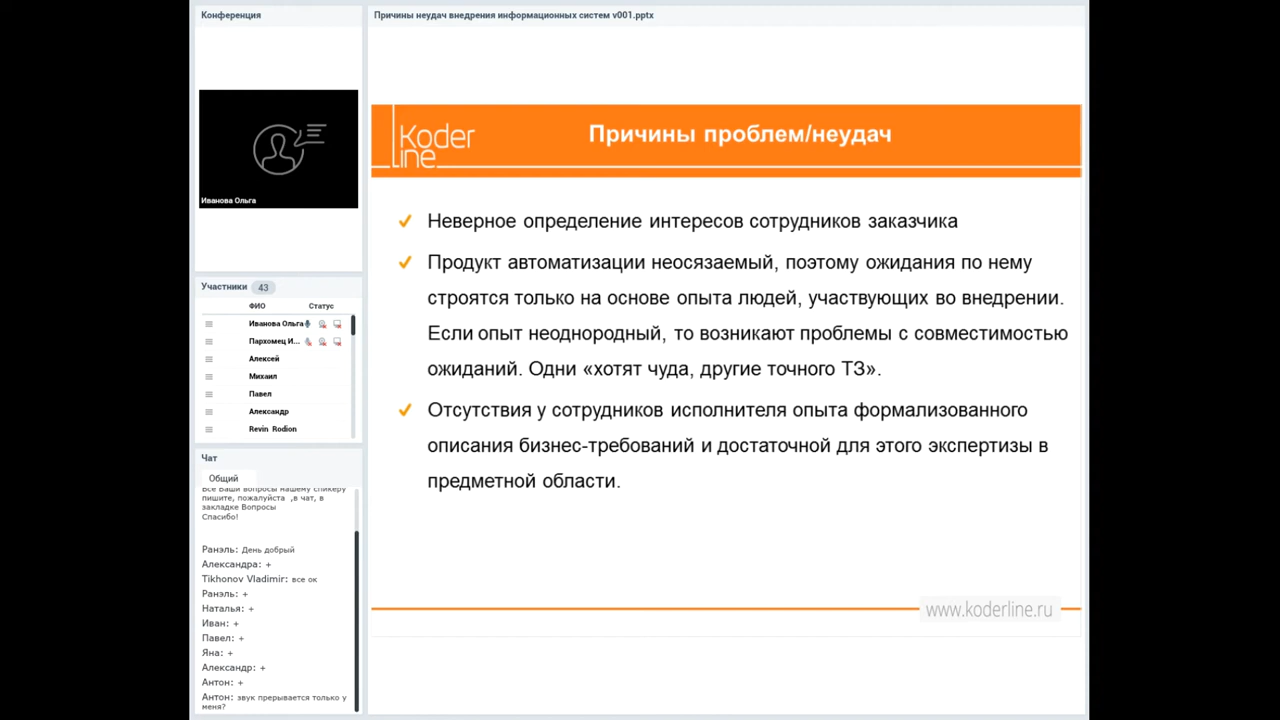 Конференция
Иванова Ольга
Участники 43
ФИО Статус
Иванова Ольга
Пархомец И...
Алексей
Михаил
Павел
Александр
Revin Rodion
Чат
Общий
Все Ваши вопросы нашему спикеру
пишите, пожалуйста ,в чат, в
закладке Вопросы
Спасибо!
Ранэль: День добрый
Александра: +
Tikhonov Vladimir: все ок
Ранэль: +
Наталья: +
Иван: +
Павел: +
Яна: +
Александр: +
Антон: +
Антон: звук прерывается только у
меня?
Причины неудач внедрения информационных систем v001.pptx
Koder
line
Причины проблем/неудач
Неверное определение интересов сотрудников заказчика
Продукт автоматизации неосязаемый, поэтому ожидания по нему
строятся только на основе опыта людей, участвующих во внедрении.
Если опыт неоднородный, то возникают проблемы с совместимостью
ожиданий. Одни «хотят чуда, другие точного ТЗ».
Отсутствия у сотрудников исполнителя опыта формализованного
описания бизнес-требований и достаточной для этого экспертизы в
предметной области.
www.koderline.ru